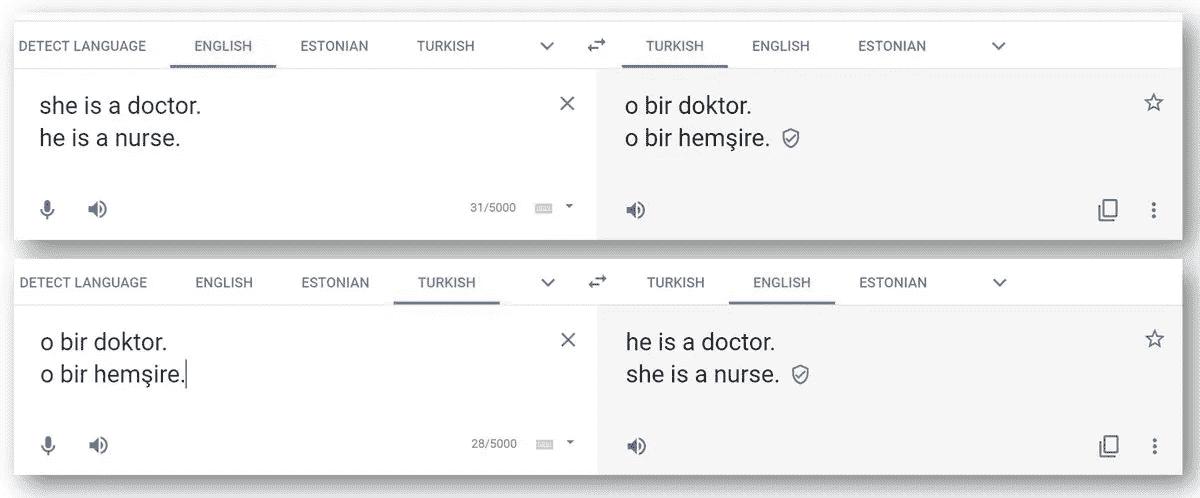 DETECT LANGUAGE ENGLISH ESTONIAN TURKISH TURKISH ENGLISH ESTONIAN
she is a doctor.
he is a nurse.
31/5000
o bir doktor.
o bir hemşire.
DETECT LANGUAGE ENGLISH ESTONIAN TURKISH TURKISH ENGLISH ESTONIAN
o bir doktor.
o bir hemşire.
28/5000
he is a doctor.
she is a nurse.